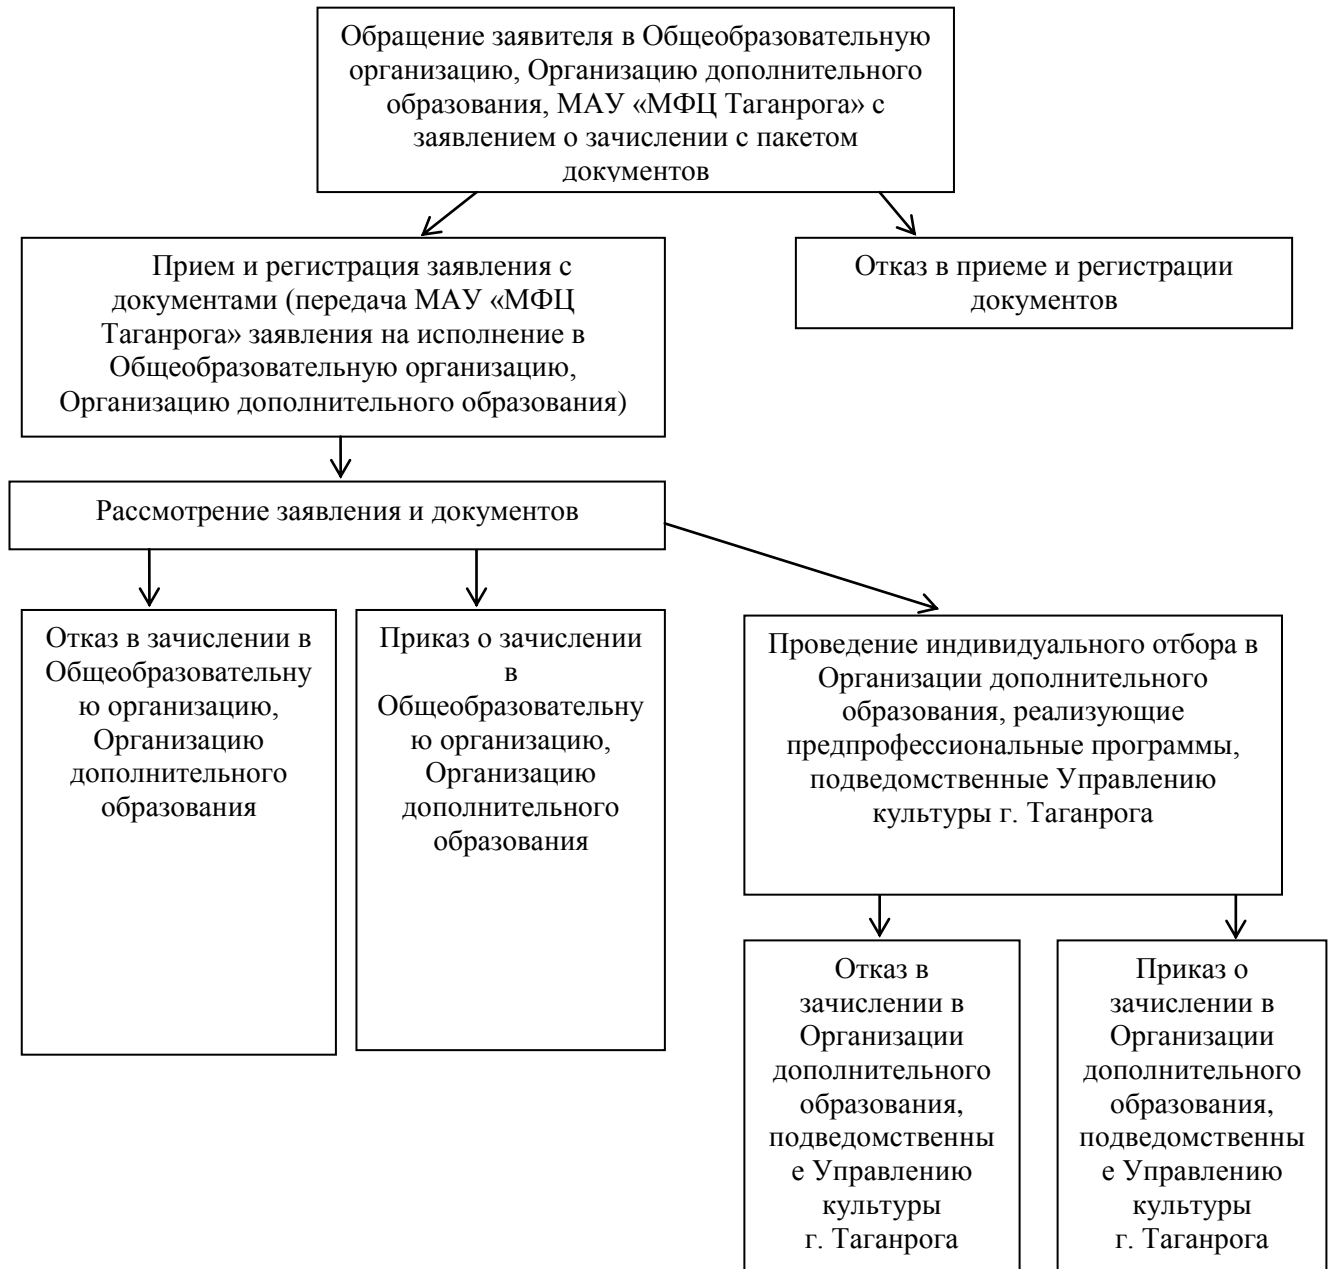 Обращение заявителя в Общеобразовательную
организацию, Организацию дополнительного
образования, МАУ «МФЦ Таганрога» с
заявлением о зачислении с пакетом
документов
Прием и регистрация заявления с
документами (передача МАУ «МФЦ
Таганрога» заявления на исполнение в
Общеобразовательную организацию,
Организацию дополнительного образования)
Отказ в приеме и регистрации
документов
Рассмотрение заявления и документов
Отказ в зачислении в
Общеобразовательну
ю организацию,
Организацию
дополнительного
образования
Приказ о зачислении
в
Общеобразовательну
ю организацию,
Организацию
дополнительного
образования
Проведение индивидуального отбора в
Организации дополнительного
образования, реализующие
предпрофессиональные программы,
подведомственные Управлению
культуры г. Таганрога
Отказ в
зачислении в
Организации
дополнительного
образования,
подведомственны
е Управлению
культуры
г. Таганрога
Приказ о
зачислении в
Организации
дополнительного
образования,
подведомственны
е Управлению
культуры
г. Таганрога